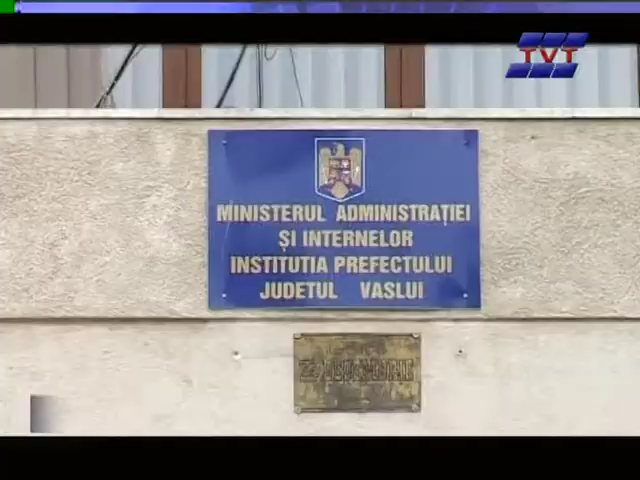 TVT
MINISTERUL ADMINISTRAŢIEI
ŞI INTERNELOR
INSTITUTIA PREFECTULUI
JUDETUL VASLUI